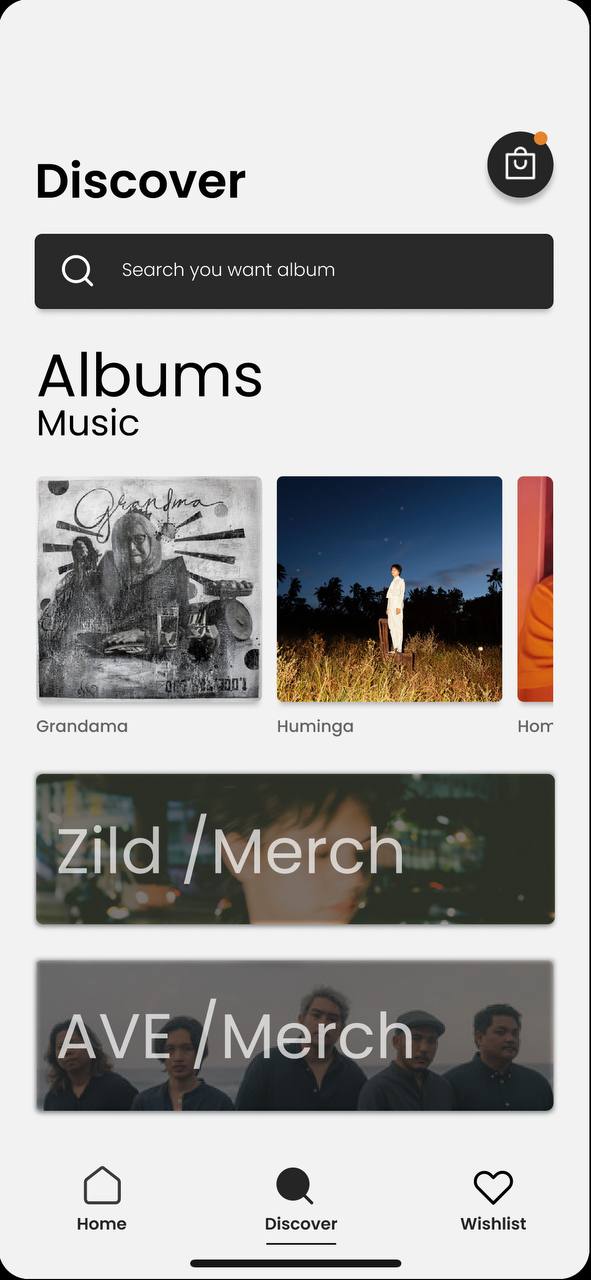 Discover
Search you want album
Albums
Music
Grandma
Grandama
Huminga
Hom
Zild /Merch
AVE /Merch
Home
Discover
Wishlist